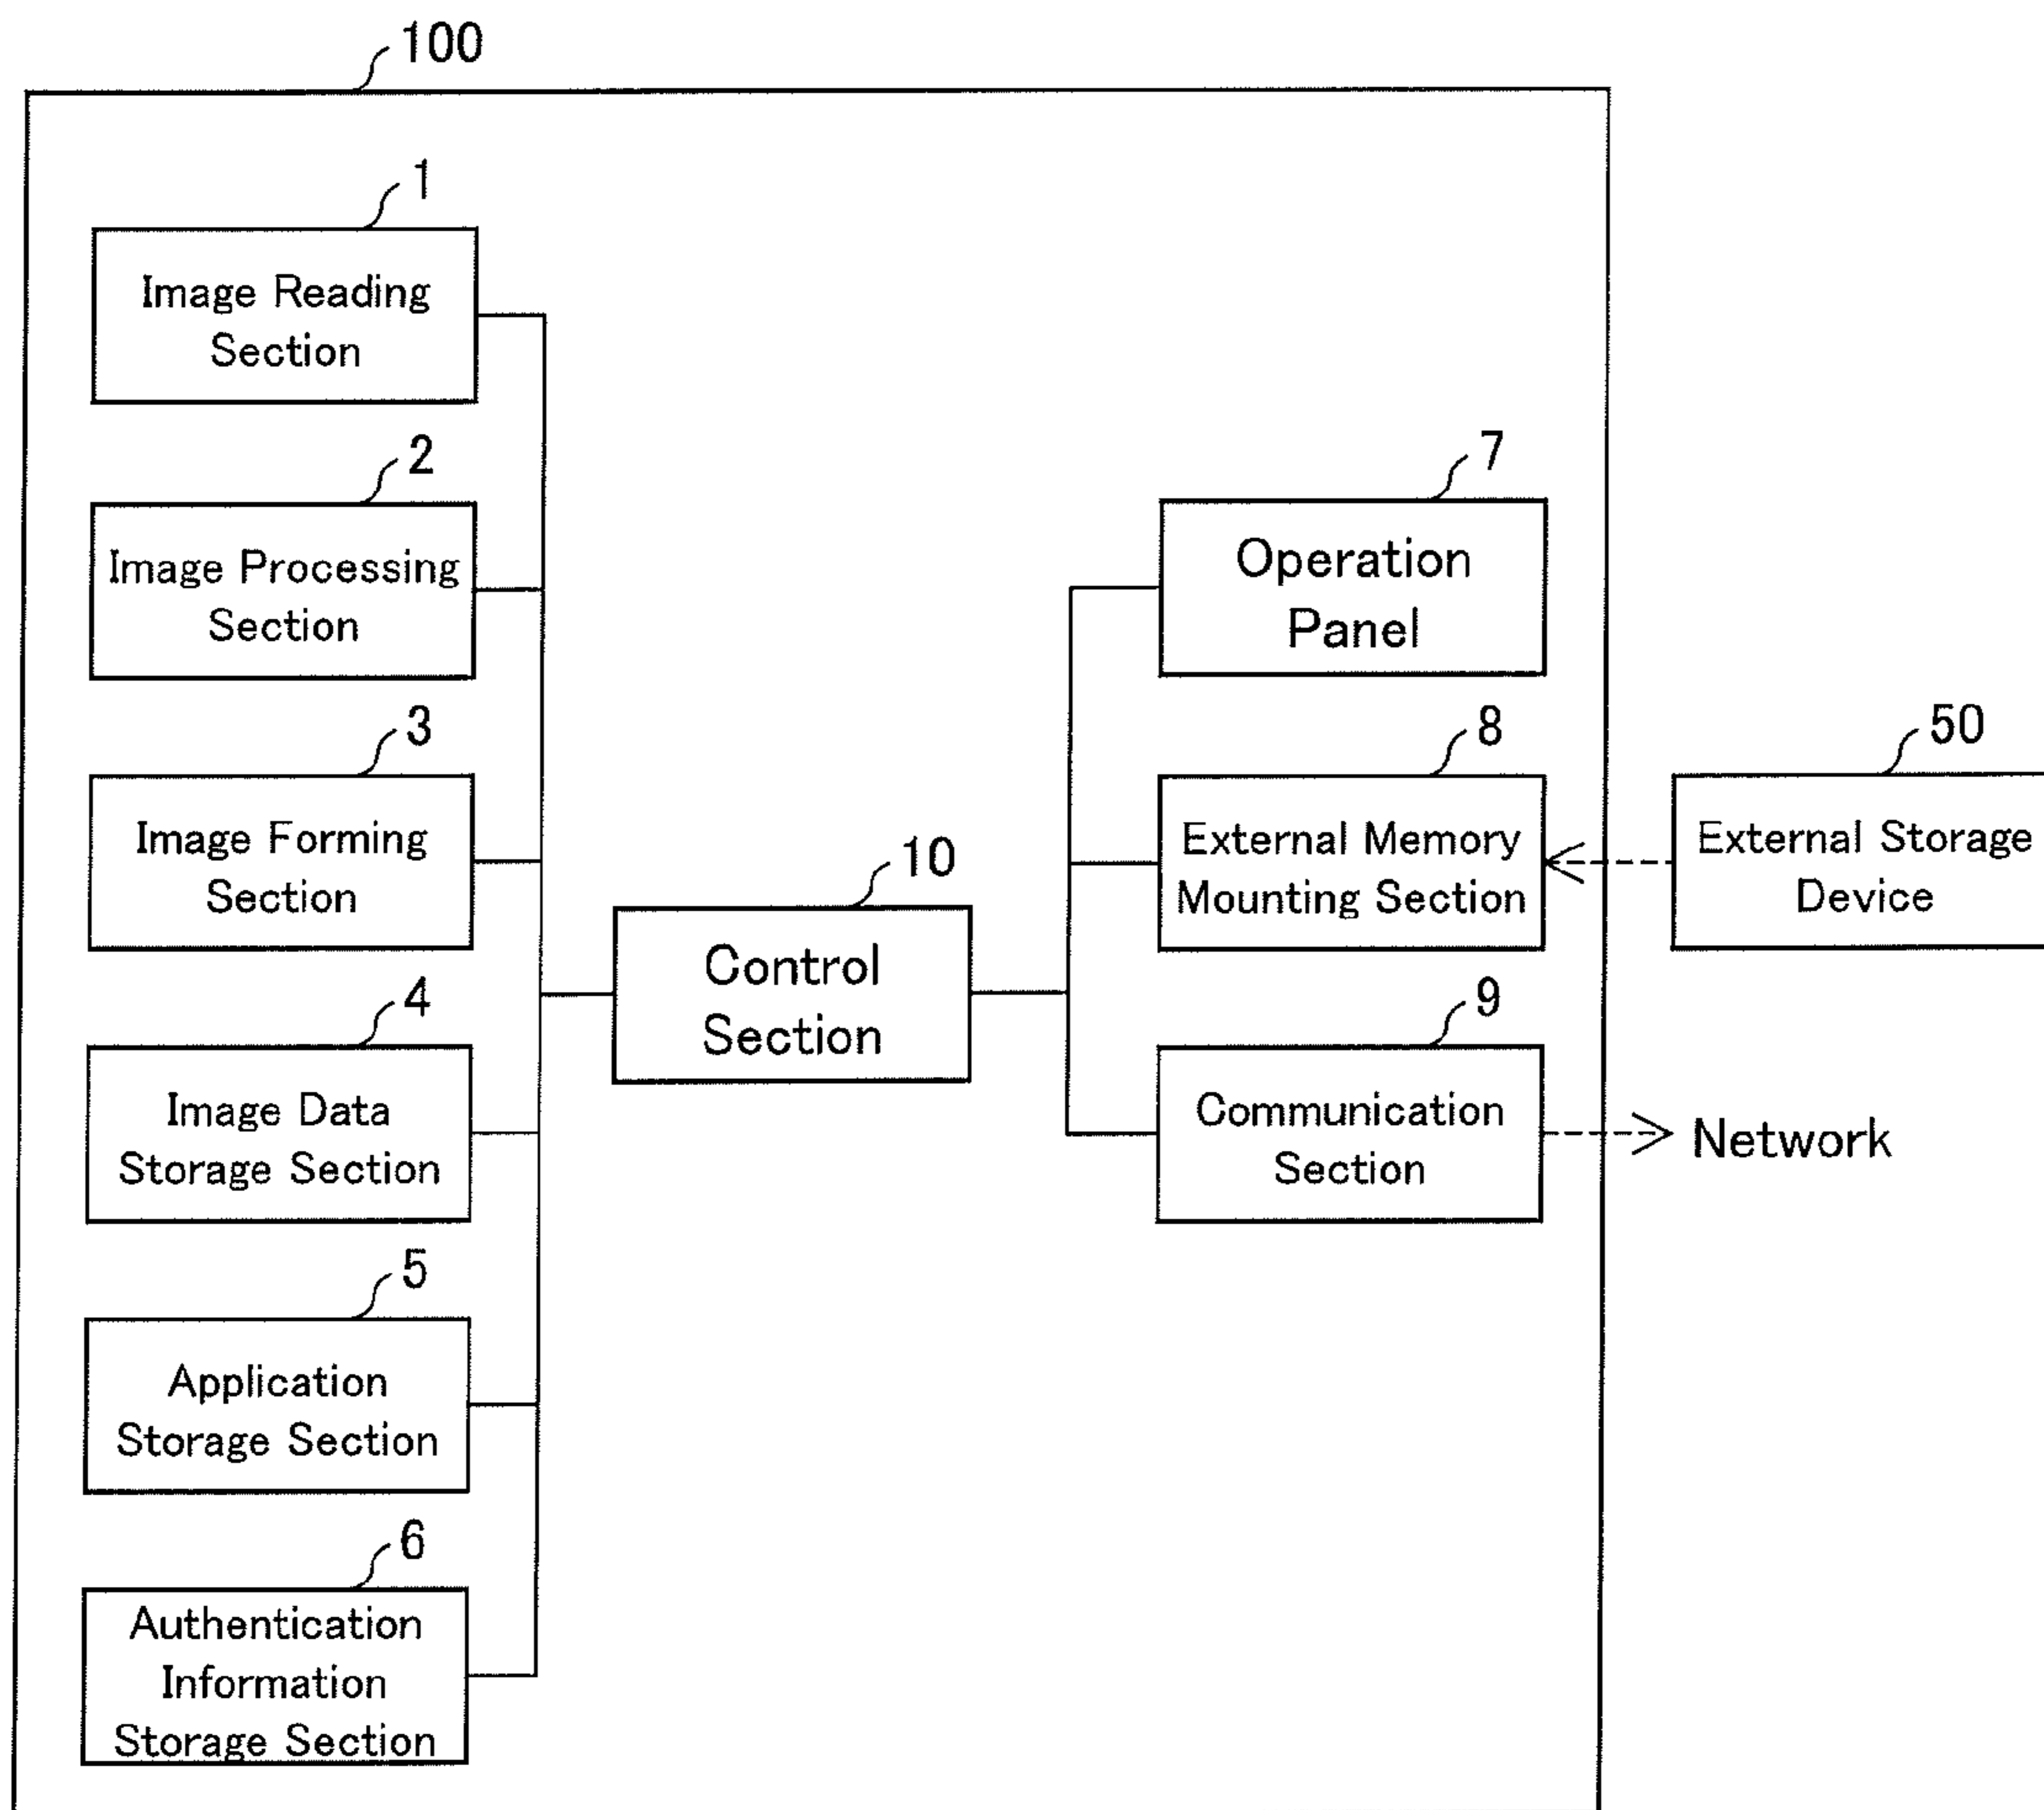 100
1
Image Reading
Section
2
Image Processing
Section
3
Image Forming
Section
4
Image Data
Storage Section
5
Application
Storage Section
6
Authentication
Information
Storage Section
10
Control
Section
7
Operation
Panel
8
External Memory
Mounting Section
9
Communication
Section
50
External Storage
Device
Network